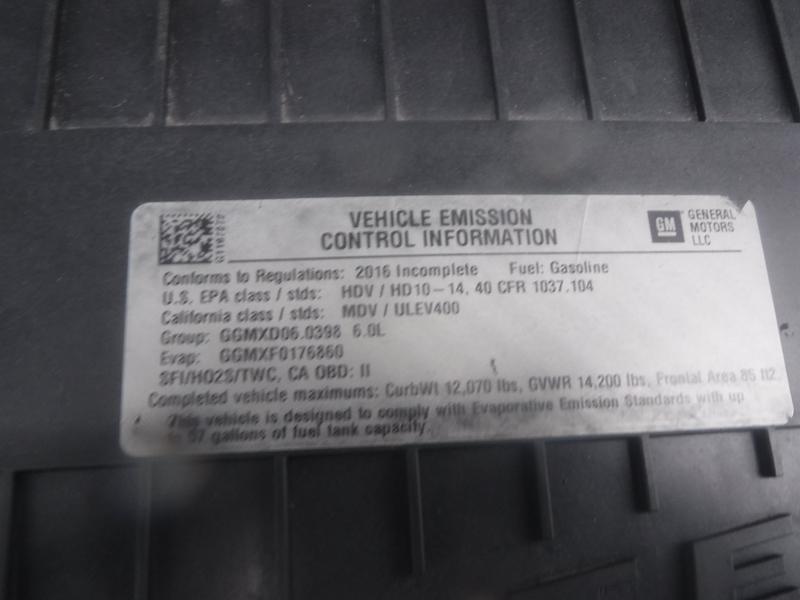 VEHICLE EMISSION
CONTROL INFORMATION
GM
GENERAL
MOTORS
LLC
Conforms to Regulations: 2016 Incomplete Fuel: Gasoline
U.S. EPA class / stds: HDV / HD10-14, 40 CFR 1037.104
California class / stds: MDV / ULEV400
Group: GGMXD06.0398 6.0L
Evap: GGMXF0176860
SFI/HO2S/TWC, CA OBD: II
Completed vehicle maximums: CurbWt 12,070 lbs, GVWR 14,200 lbs, Frontal Area 85 ft2.
This vehicle is designed to comply with Evaporative Emission Standards with up
to 57 gallons of fuel tank capacity.